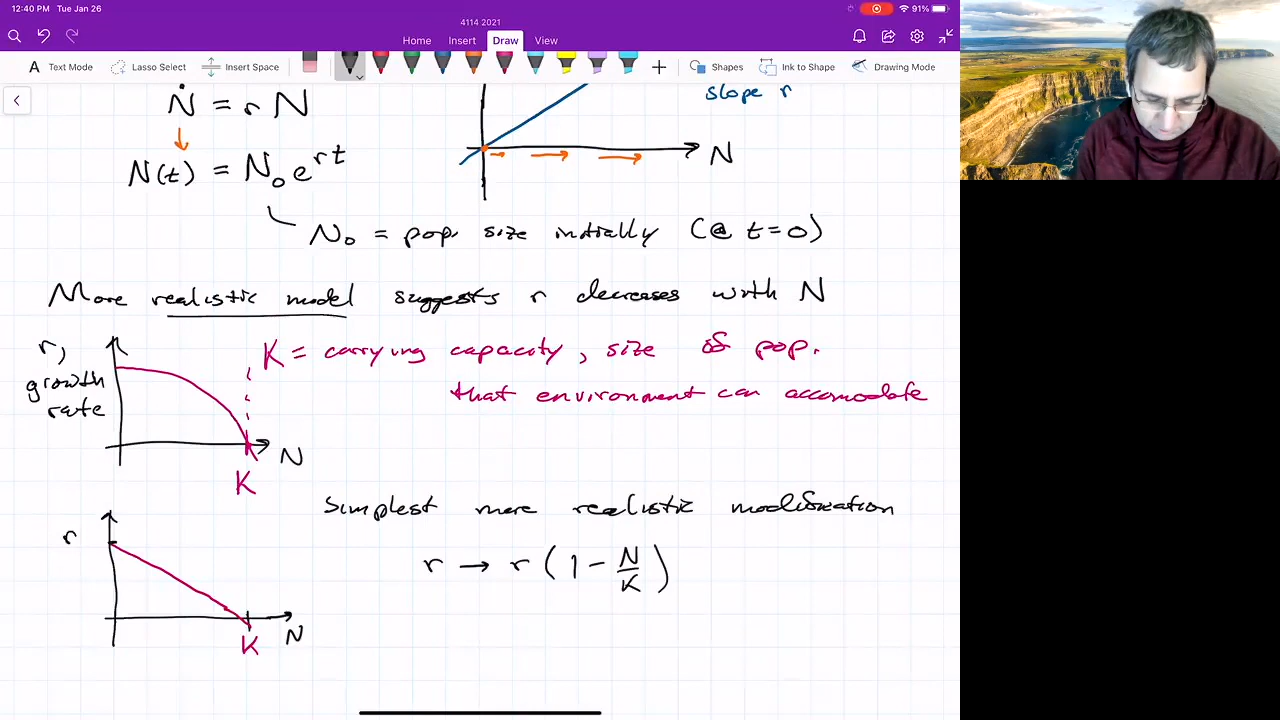 12:40 PM Tue Jan 26
91%
4114 2021
Home Insert Draw View
Text Mode Lasso Select Insert Space Shapes Ink to Shape Drawing Mode
Ṅ = r N
slope r
N
N(t) = N₀ e^{rt}
N₀ = pop. size initially (@ t=0)
More realistic model suggests r decreases with N
r, growth rate
K = carrying capacity, size of pop.
that environment can accomodate
N
K
simplest more realistic modification
r
r → r (1 - N/K)
N
K